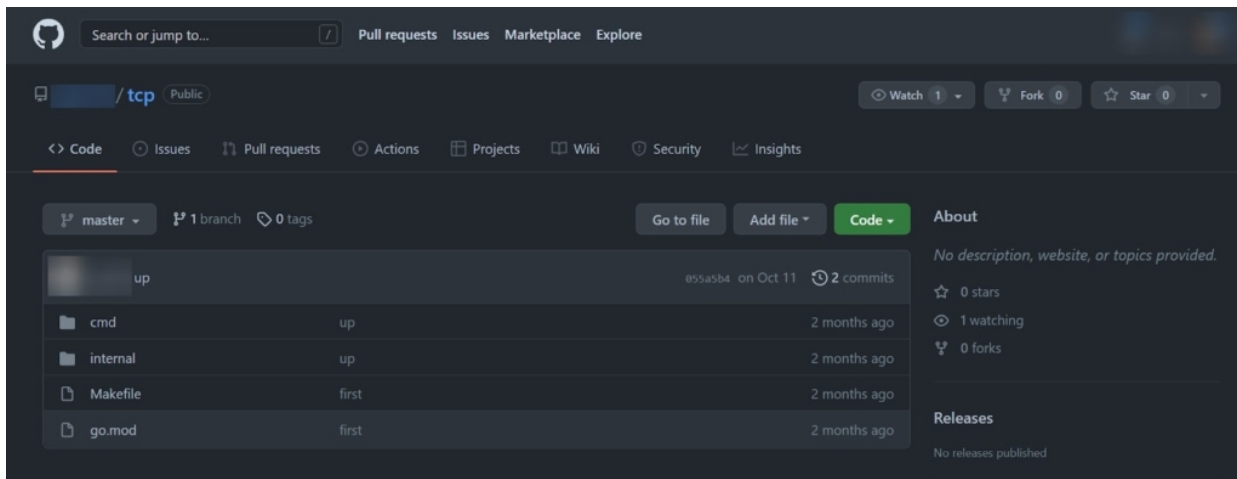 Search or jump to... / Pull requests Issues Marketplace Explore
/ tcp Public Watch 1 Fork 0 Star 0
<> Code Issues Pull requests Actions Projects Wiki Security Insights
master 1 branch 0 tags Go to file Add file Code
up 055a5b4 on Oct 11 2 commits
cmd up 2 months ago
internal up 2 months ago
Makefile first 2 months ago
go.mod first 2 months ago
About
No description, website, or topics provided.
0 stars
1 watching
0 forks
Releases
No releases published